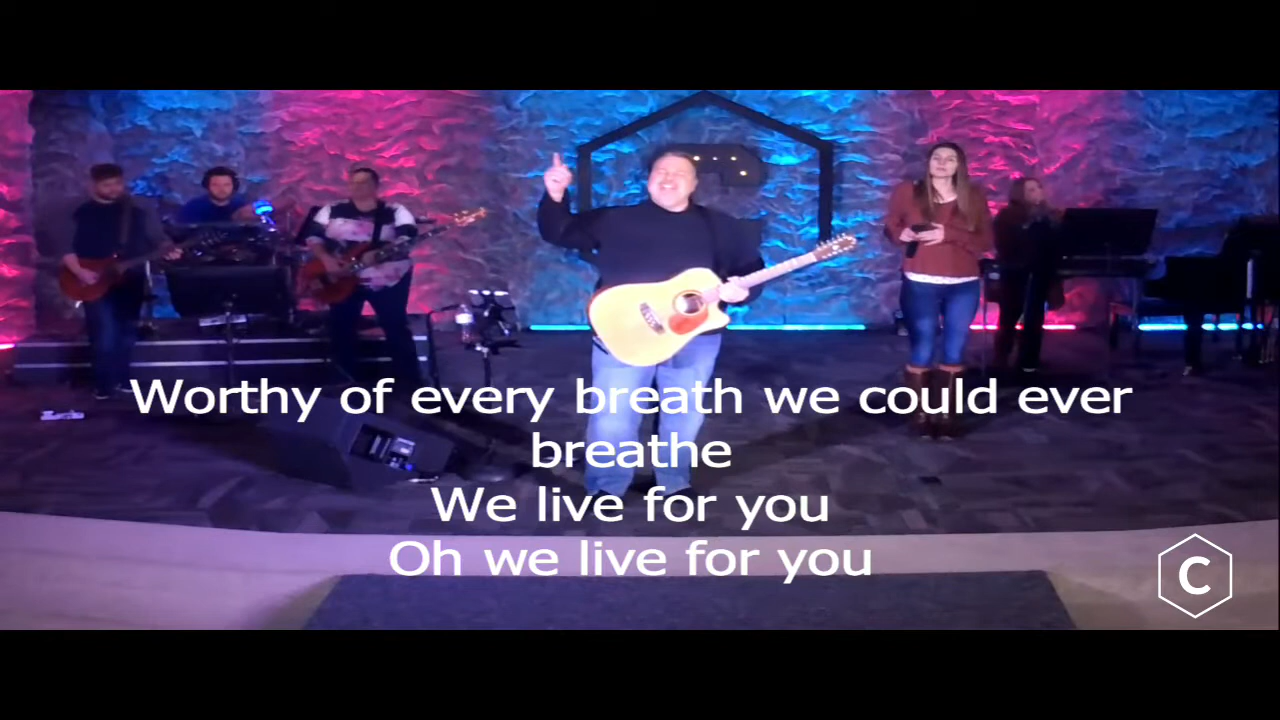 Worthy of every breath we could ever
breathe
We live for you
Oh we live for you
C